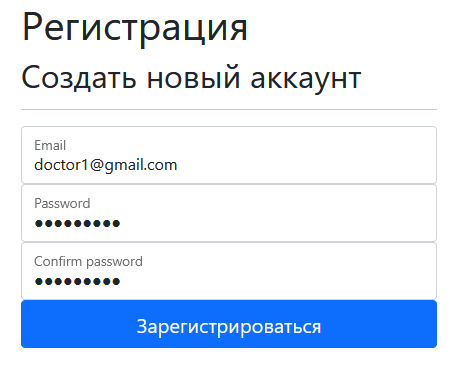 Регистрация
Создать новый аккаунт
Email
doctor1@gmail.com
Password
●●●●●●●●●
Confirm password
●●●●●●●●●
Зарегистрироваться